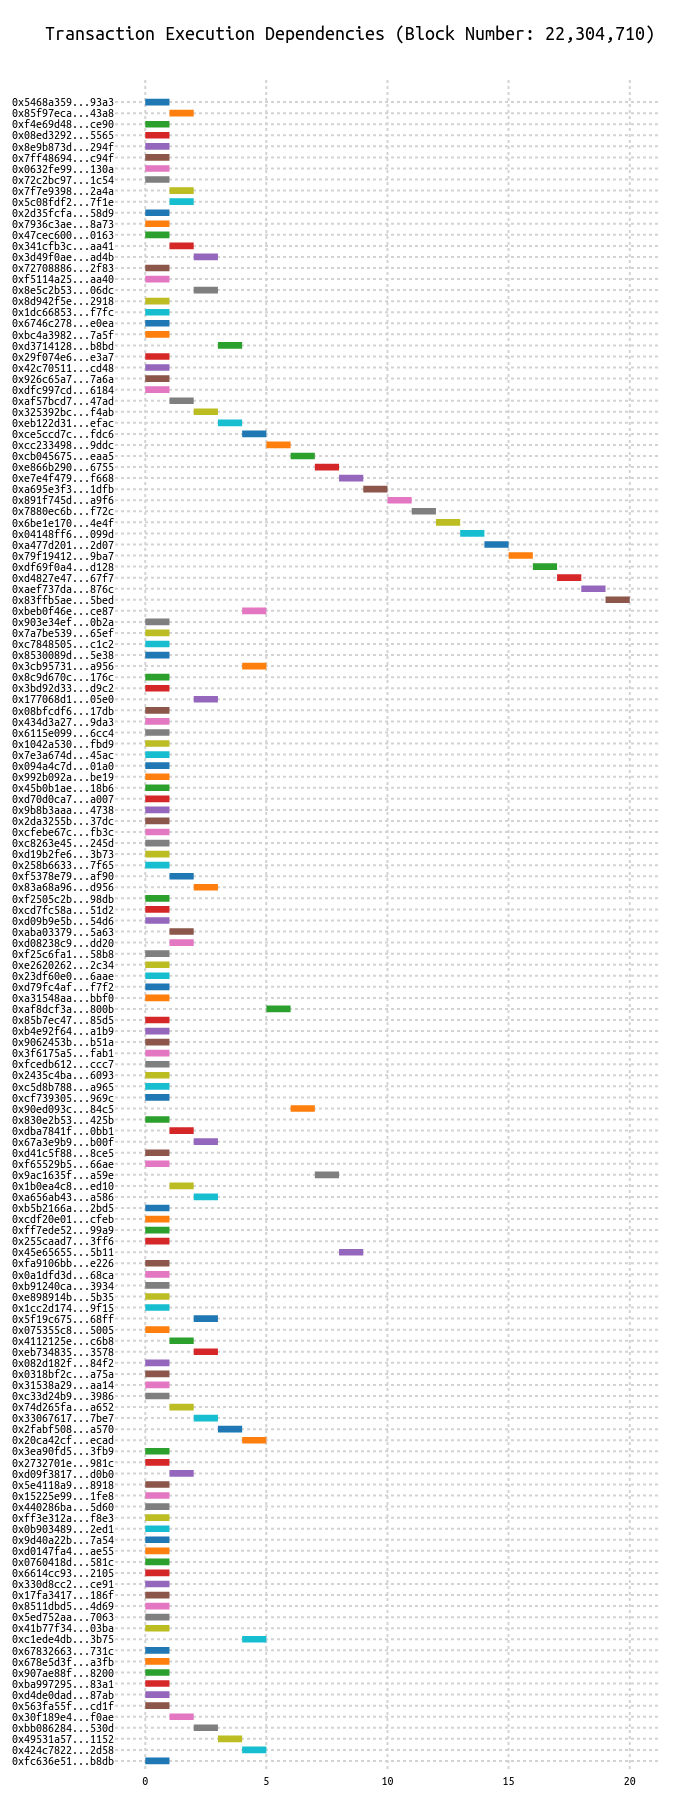 Transaction Execution Dependencies (Block Number: 22,304,710)
0x5468a359...93a3
0x85f97eca...43a8
0xf4e69d48...ce90
0x08ed3292...5565
0x8e9b873d...294f
0x7ff48694...c94f
0x0632fe99...130a
0x72c2bc97...1c54
0x7f7e9398...2a4a
0x5c08fdf2...7f1e
0x2d35fcfa...58d9
0x7936c3ae...8a73
0x47cec600...0163
0x341cfb3c...aa41
0x3d49f0ae...ad4b
0x72708886...2f83
0xf5114a25...aa40
0x8e5c2b53...06dc
0x8d942f5e...2918
0x1dc66853...f7fc
0x6746c278...e0ea
0xbc4a3982...7a5f
0xd3714128...b8bd
0x29f074e6...e3a7
0x42c70511...cd48
0x926c65a7...7a6a
0xdfc997cd...6184
0xaf57bcd7...47ad
0x325392bc...f4ab
0xeb122d31...efac
0xce5ccd7c...fdc6
0xcc233498...9ddc
0xcb045675...eaa5
0xe866b290...6755
0xe7e4f479...f668
0xa695e3f3...1dfb
0x891f745d...a9f6
0x7880ec6b...f72c
0x6be1e170...4e4f
0x04148ff6...099d
0xa477d201...2d07
0x79f19412...9ba7
0xdf69f0a4...d128
0xd4827e47...67f7
0xaef737da...876c
0x83ffb5ae...5bed
0xbeb0f46e...ce87
0x903e34ef...0b2a
0x7a7be539...65ef
0xc7848505...c1c2
0x8530089d...5e38
0x3cb95731...a956
0x8c9d670c...176c
0x3bd92d33...d9c2
0x177068d1...05e0
0x08bfcdf6...17db
0x434d3a27...9da3
0x6115e099...6cc4
0x1042a530...fbd9
0x7e3a674d...45ac
0x094a4c7d...01a0
0x992b092a...be19
0x45b0b1ae...18b6
0xd70d0ca7...a007
0x9b8b3aaa...4738
0x2da3255b...37dc
0xcfebe67c...fb3c
0xc8263e45...245d
0xd19b2fe6...3b73
0x258b6633...7f65
0xf5378e79...af90
0x83a68a96...d956
0xf2505c2b...98db
0xcd7fc58a...51d2
0xd09b9e5b...54d6
0xaba03379...5a63
0xd08238c9...dd20
0xf25c6fa1...58b8
0xe2620262...2c34
0x23df60e0...6aae
0xd79fc4af...f7f2
0xa31548aa...bbf0
0xaf8dcf3a...800b
0x85b7ec47...85d5
0xb4e92f64...a1b9
0x9062453b...b51a
0x3f6175a5...fab1
0xfcedb612...ccc7
0x2435c4ba...6093
0xc5d8b788...a965
0xcf739305...969c
0x90ed093c...84c5
0x830e2b53...425b
0xdba7841f...0bb1
0x67a3e9b9...b00f
0xd41c5f88...8ce5
0xf65529b5...66ae
0x9ac1635f...a59e
0x1b0ea4c8...ed10
0xa656ab43...a586
0xb5b2166a...2bd5
0xcdf20e01...cfeb
0xff7ede52...99a9
0x255caad7...3ff6
0x45e65655...5b11
0xfa9106bb...e226
0x0a1dfd3d...68ca
0xb91240ca...3934
0xe898914b...5b35
0x1cc2d174...9f15
0x5f19c675...68ff
0x075355c8...5005
0x4112125e...c6b8
0xeb734835...3578
0x082d182f...84f2
0x0318bf2c...a75a
0x31538a29...aa14
0xc33d24b9...3986
0x74d265fa...a652
0x33067617...7be7
0x2fabf508...a570
0x20ca42cf...ecad
0x3ea90fd5...3fb9
0x2732701e...981c
0xd09f3817...d0b0
0x5e4118a9...8918
0x15225e99...1fe8
0x440286ba...5d60
0xff3e312a...f8e3
0x0b903489...2ed1
0x9d40a22b...7a54
0xd0147fa4...ae55
0x0760418d...581c
0x6614cc93...2105
0x330d8cc2...ce91
0x17fa3417...186f
0x8511dbd5...4d69
0x5ed752aa...7063
0x41b77f34...03ba
0xc1ede4db...3b75
0x67832663...731c
0x678e5d3f...a3fb
0x907ae88f...8200
0xba997295...83a1
0xd4de0dad...87ab
0x563fa55f...cd1f
0x30f189e4...f0ae
0xbb086284...530d
0x49531a57...1152
0x424c7822...2d58
0xfc636e51...b8db
0 5 10 15 20